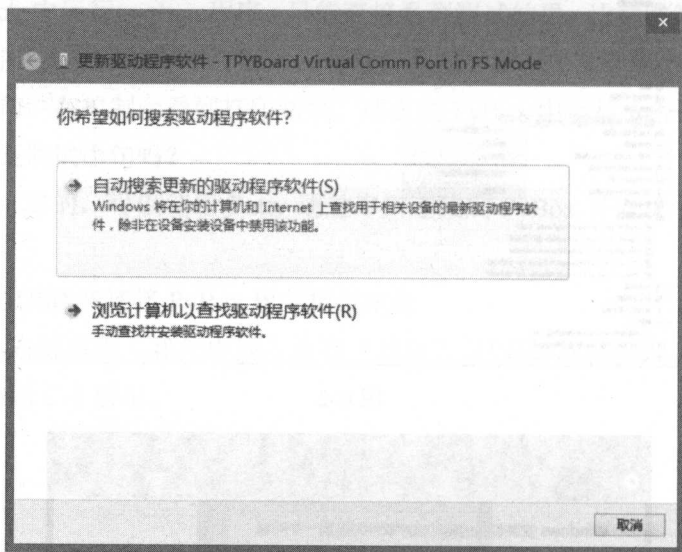 更新驱动程序软件 - TPYBoard Virtual Comm Port in FS Mode
你希望如何搜索驱动程序软件?
自动搜索更新的驱动程序软件(S)
Windows 将在你的计算机和 Internet 上查找用于相关设备的最新驱动程序软
件，除非在设备安装设备中禁用该功能。
浏览计算机以查找驱动程序软件(R)
手动查找并安装驱动程序软件。
取消